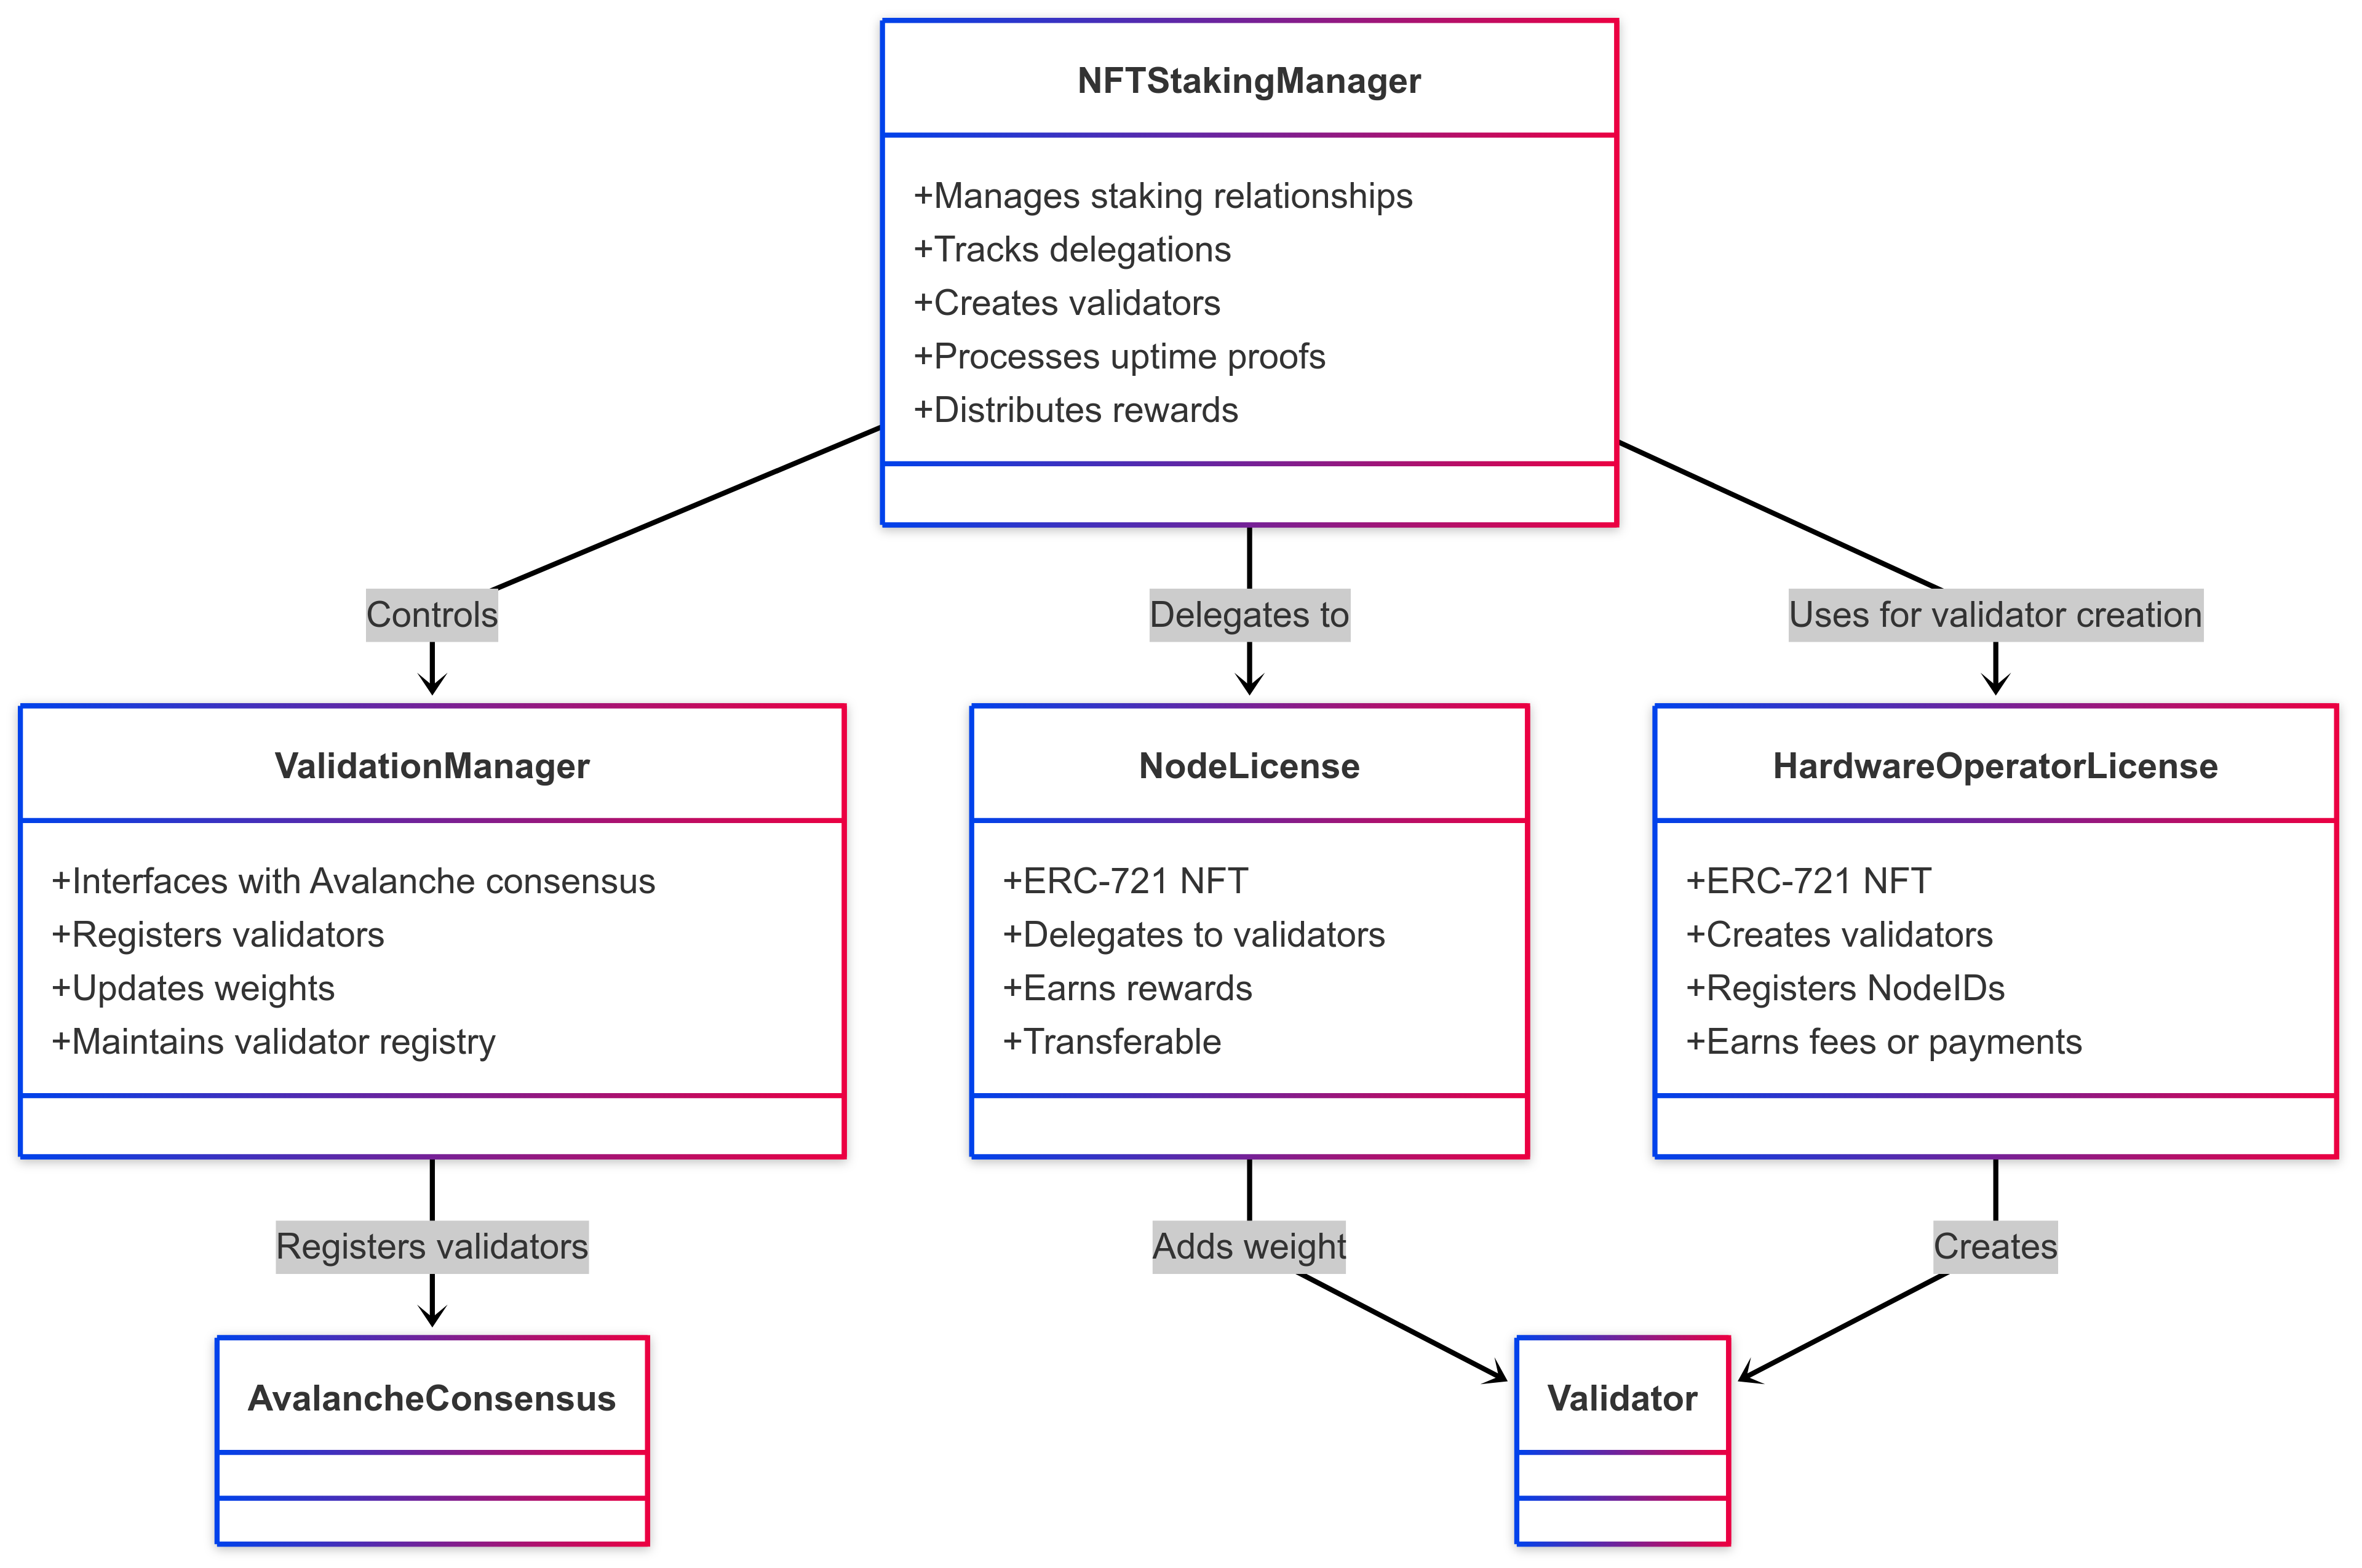 NFTStakingManager
+Manages staking relationships
+Tracks delegations
+Creates validators
+Processes uptime proofs
+Distributes rewards
Controls
Delegates to
Uses for validator creation
ValidationManager
+Interfaces with Avalanche consensus
+Registers validators
+Updates weights
+Maintains validator registry
NodeLicense
+ERC-721 NFT
+Delegates to validators
+Earns rewards
+Transferable
HardwareOperatorLicense
+ERC-721 NFT
+Creates validators
+Registers NodeIDs
+Earns fees or payments
Registers validators
Adds weight
Creates
AvalancheConsensus
Validator